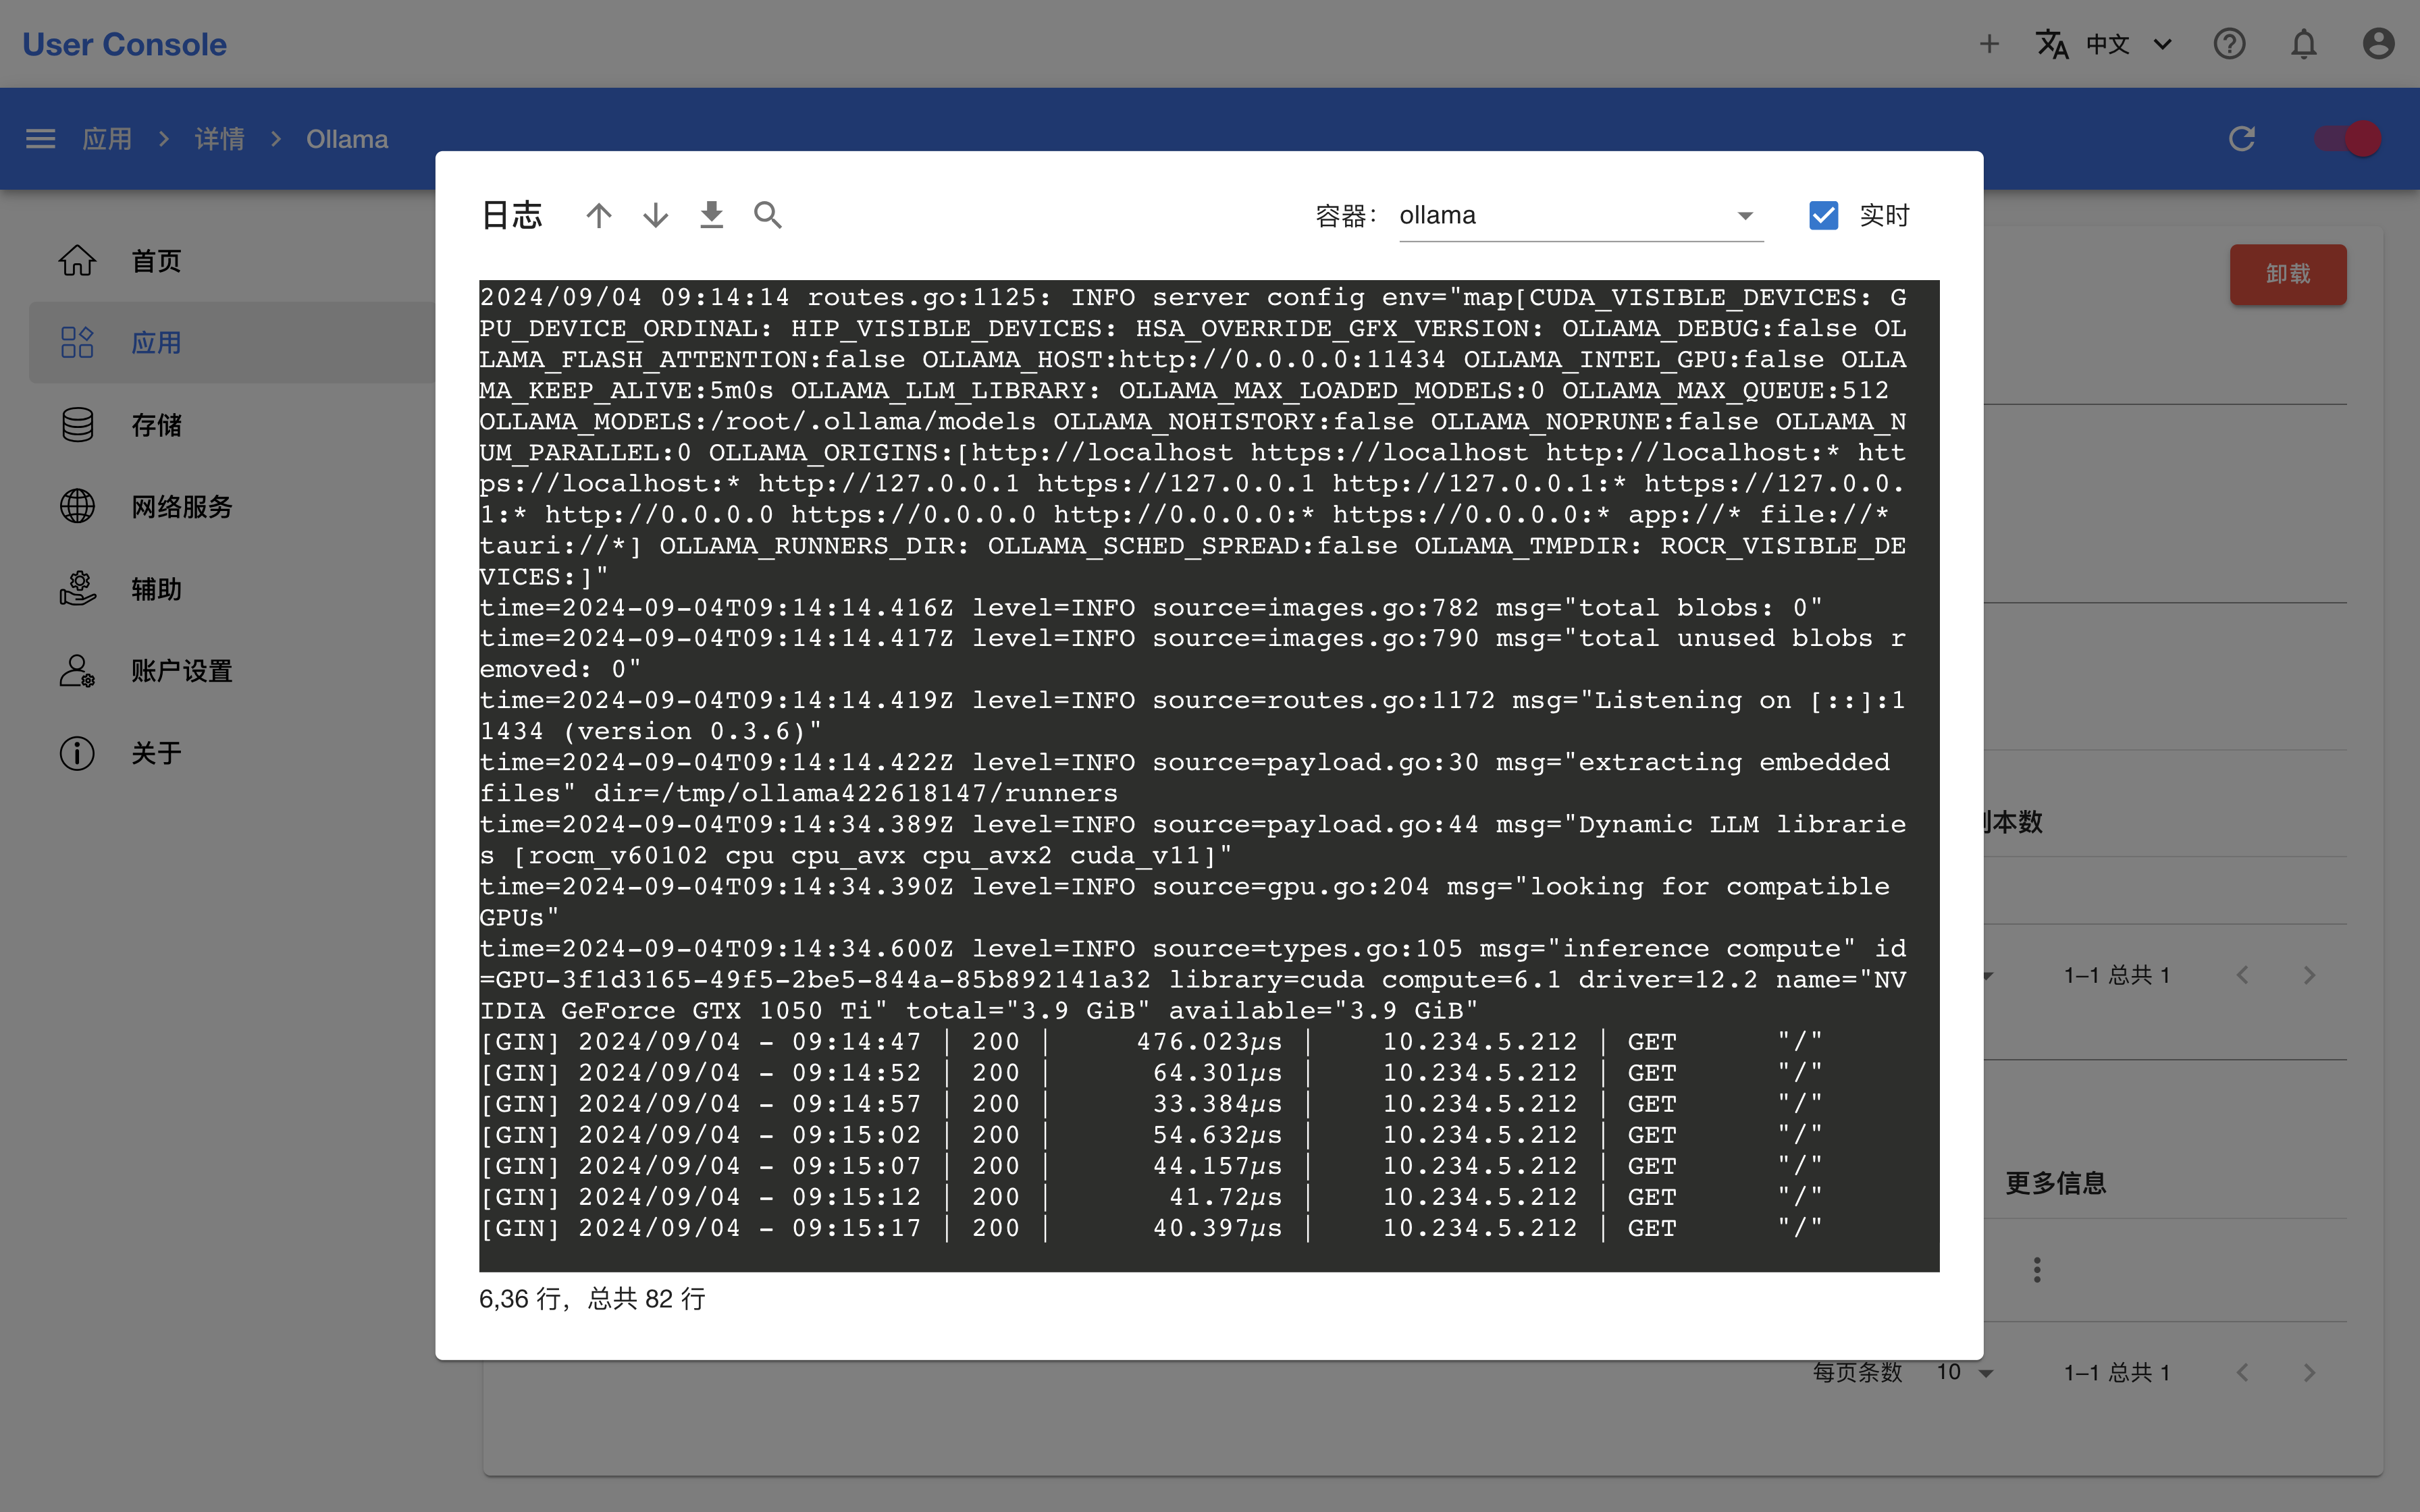 User Console
中文
应用
详情
Ollama
首页
应用
存储
网络服务
辅助
账户设置
关于
卸载
日志
容器：
ollama
实时
2024/09/04 09:14:14 routes.go:1125: INFO server config env="map[CUDA_VISIBLE_DEVICES: G
PU_DEVICE_ORDINAL: HIP_VISIBLE_DEVICES: HSA_OVERRIDE_GFX_VERSION: OLLAMA_DEBUG:false OL
LAMA_FLASH_ATTENTION:false OLLAMA_HOST:http://0.0.0.0:11434 OLLAMA_INTEL_GPU:false OLLA
MA_KEEP_ALIVE:5m0s OLLAMA_LLM_LIBRARY: OLLAMA_MAX_LOADED_MODELS:0 OLLAMA_MAX_QUEUE:512
OLLAMA_MODELS:/root/.ollama/models OLLAMA_NOHISTORY:false OLLAMA_NOPRUNE:false OLLAMA_N
UM_PARALLEL:0 OLLAMA_ORIGINS:[http://localhost https://localhost http://localhost:* htt
ps://localhost:* http://127.0.0.1 https://127.0.0.1 http://127.0.0.1:* https://127.0.0.
1:* http://0.0.0.0 https://0.0.0.0 http://0.0.0.0:* https://0.0.0.0:* app://* file://*
tauri://*] OLLAMA_RUNNERS_DIR: OLLAMA_SCHED_SPREAD:false OLLAMA_TMPDIR: ROCR_VISIBLE_DE
VICES:]"
time=2024-09-04T09:14:14.416Z level=INFO source=images.go:782 msg="total blobs: 0"
time=2024-09-04T09:14:14.417Z level=INFO source=images.go:790 msg="total unused blobs r
emoved: 0"
time=2024-09-04T09:14:14.419Z level=INFO source=routes.go:1172 msg="Listening on [::]:1
1434 (version 0.3.6)"
time=2024-09-04T09:14:14.422Z level=INFO source=payload.go:30 msg="extracting embedded
files" dir=/tmp/ollama422618147/runners
time=2024-09-04T09:14:34.389Z level=INFO source=payload.go:44 msg="Dynamic LLM librarie
s [rocm_v60102 cpu cpu_avx cpu_avx2 cuda_v11]"
time=2024-09-04T09:14:34.390Z level=INFO source=gpu.go:204 msg="looking for compatible
GPUs"
time=2024-09-04T09:14:34.600Z level=INFO source=types.go:105 msg="inference compute" id
=GPU-3f1d3165-49f5-2be5-844a-85b892141a32 library=cuda compute=6.1 driver=12.2 name="NV
IDIA GeForce GTX 1050 Ti" total="3.9 GiB" available="3.9 GiB"
[GIN] 2024/09/04 - 09:14:47 | 200 | 476.023µs | 10.234.5.212 | GET "/"
[GIN] 2024/09/04 - 09:14:52 | 200 | 64.301µs | 10.234.5.212 | GET "/"
[GIN] 2024/09/04 - 09:14:57 | 200 | 33.384µs | 10.234.5.212 | GET "/"
[GIN] 2024/09/04 - 09:15:02 | 200 | 54.632µs | 10.234.5.212 | GET "/"
[GIN] 2024/09/04 - 09:15:07 | 200 | 44.157µs | 10.234.5.212 | GET "/"
[GIN] 2024/09/04 - 09:15:12 | 200 | 41.72µs | 10.234.5.212 | GET "/"
[GIN] 2024/09/04 - 09:15:17 | 200 | 40.397µs | 10.234.5.212 | GET "/"
6,36 行，总共 82 行
本数
1–1 总共 1
更多信息
每页条数 10 1–1 总共 1